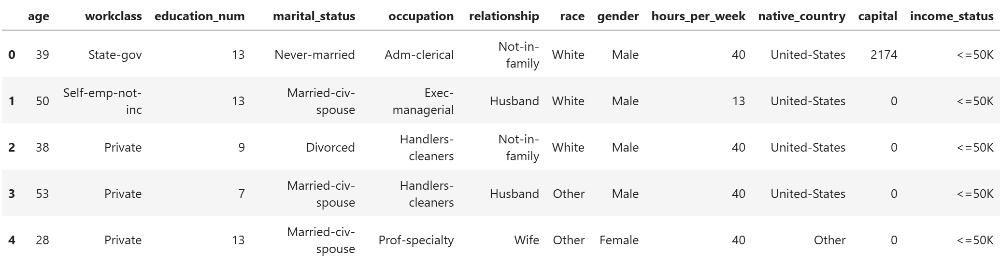 age workclass education_num marital_status occupation relationship race gender hours_per_week native_country capital income_status
0 39 State-gov 13 Never-married Adm-clerical Not-in-family White Male 40 United-States 2174 <=50K
1 50 Self-emp-not-inc 13 Married-civ-spouse Exec-managerial Husband White Male 13 United-States 0 <=50K
2 38 Private 9 Divorced Handlers-cleaners Not-in-family White Male 40 United-States 0 <=50K
3 53 Private 7 Married-civ-spouse Handlers-cleaners Husband Other Male 40 United-States 0 <=50K
4 28 Private 13 Married-civ-spouse Prof-specialty Wife Other Female 40 Other 0 <=50K